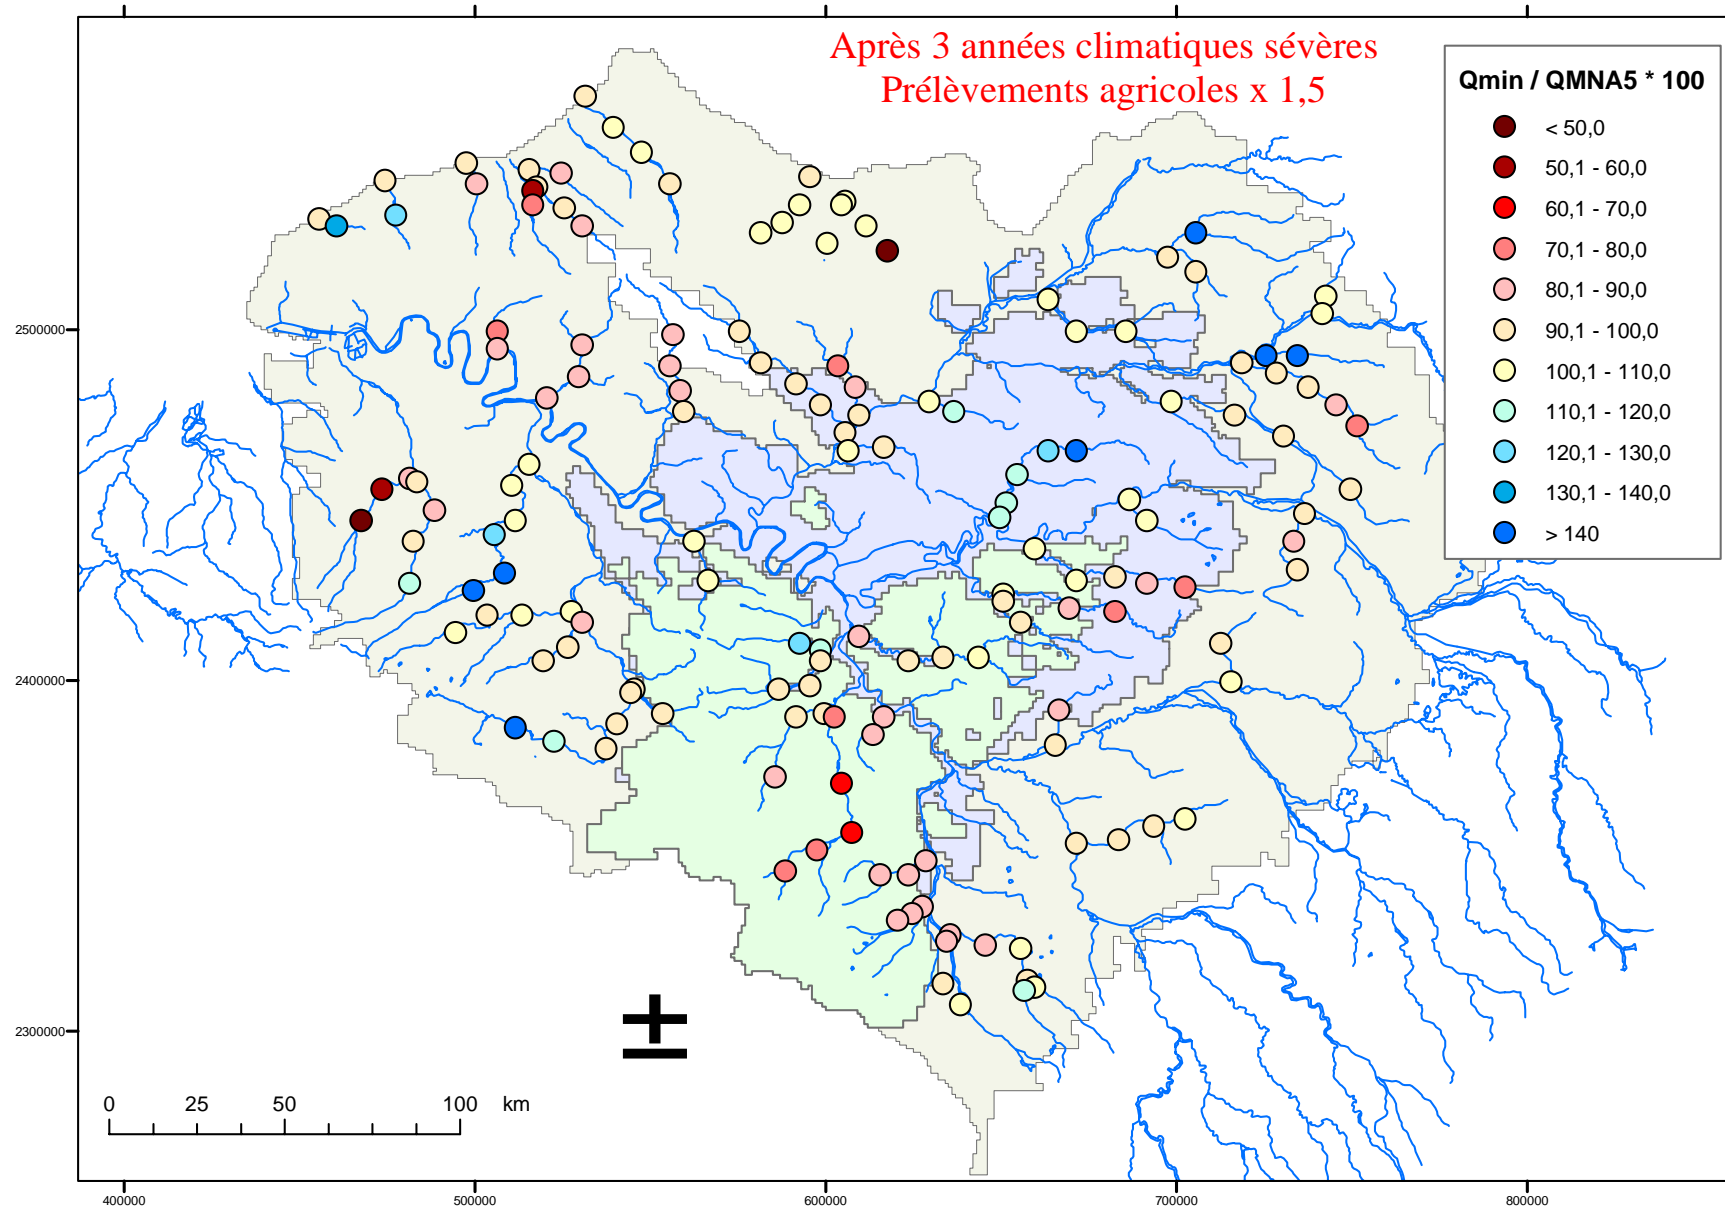 Après 3 années climatiques sévères
Prélèvements agricoles x 1,5
Qmin / QMNA5 * 100
< 50,0
50,1 - 60,0
60,1 - 70,0
70,1 - 80,0
80,1 - 90,0
90,1 - 100,0
100,1 - 110,0
110,1 - 120,0
120,1 - 130,0
130,1 - 140,0
> 140
2500000
2400000
2300000
0 25 50 100 km
400000 500000 600000 700000 800000